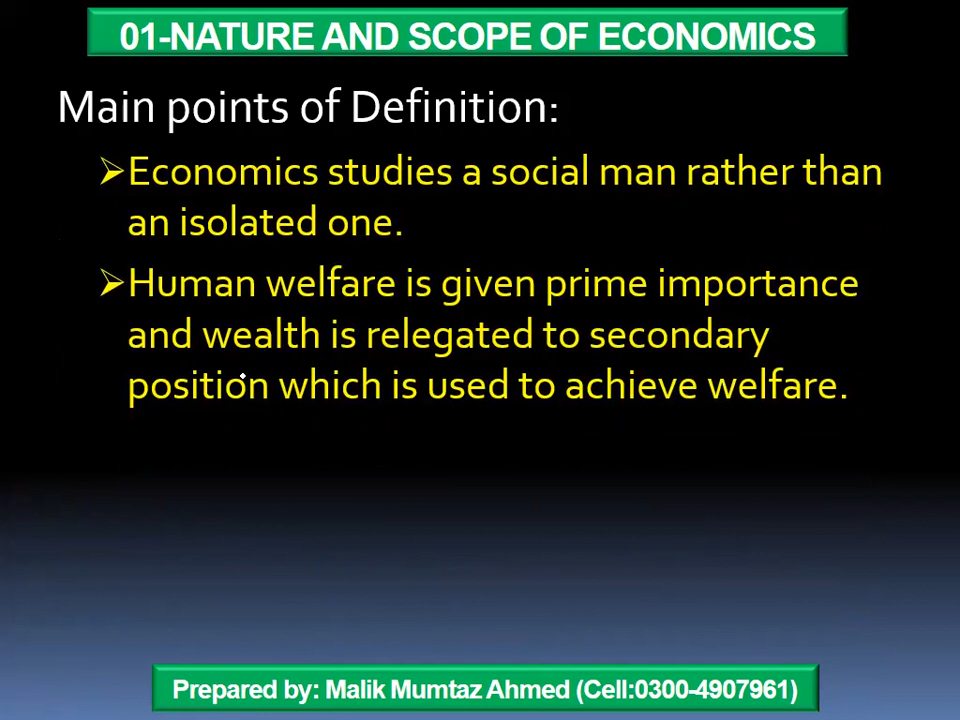 01-NATURE AND SCOPE OF ECONOMICS
Main points of Definition:
➢Economics studies a social man rather than
an isolated one.
➢Human welfare is given prime importance
and wealth is relegated to secondary
position which is used to achieve welfare.
Prepared by: Malik Mumtaz Ahmed (Cell:0300-4907961)